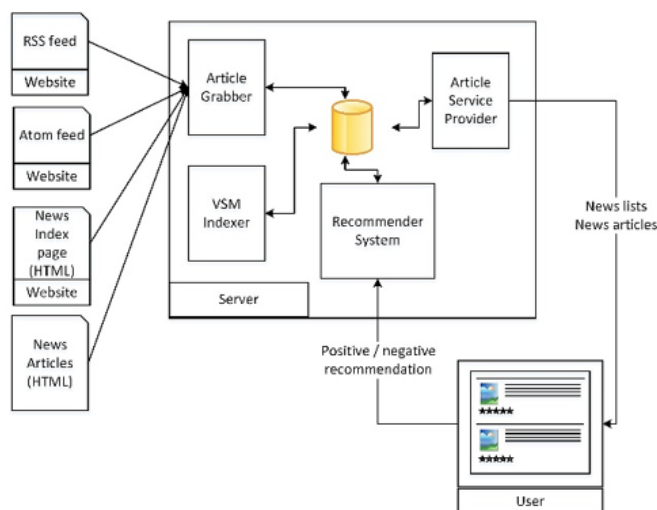 RSS feed
Website
Atom feed
Website
News
Index
page
(HTML)
Website
News
Articles
(HTML)
Article
Grabber
VSM
Indexer
Article
Service
Provider
Recommender
System
Server
News lists
News articles
Positive / negative
recommendation
★★★★★
★★★★★
User